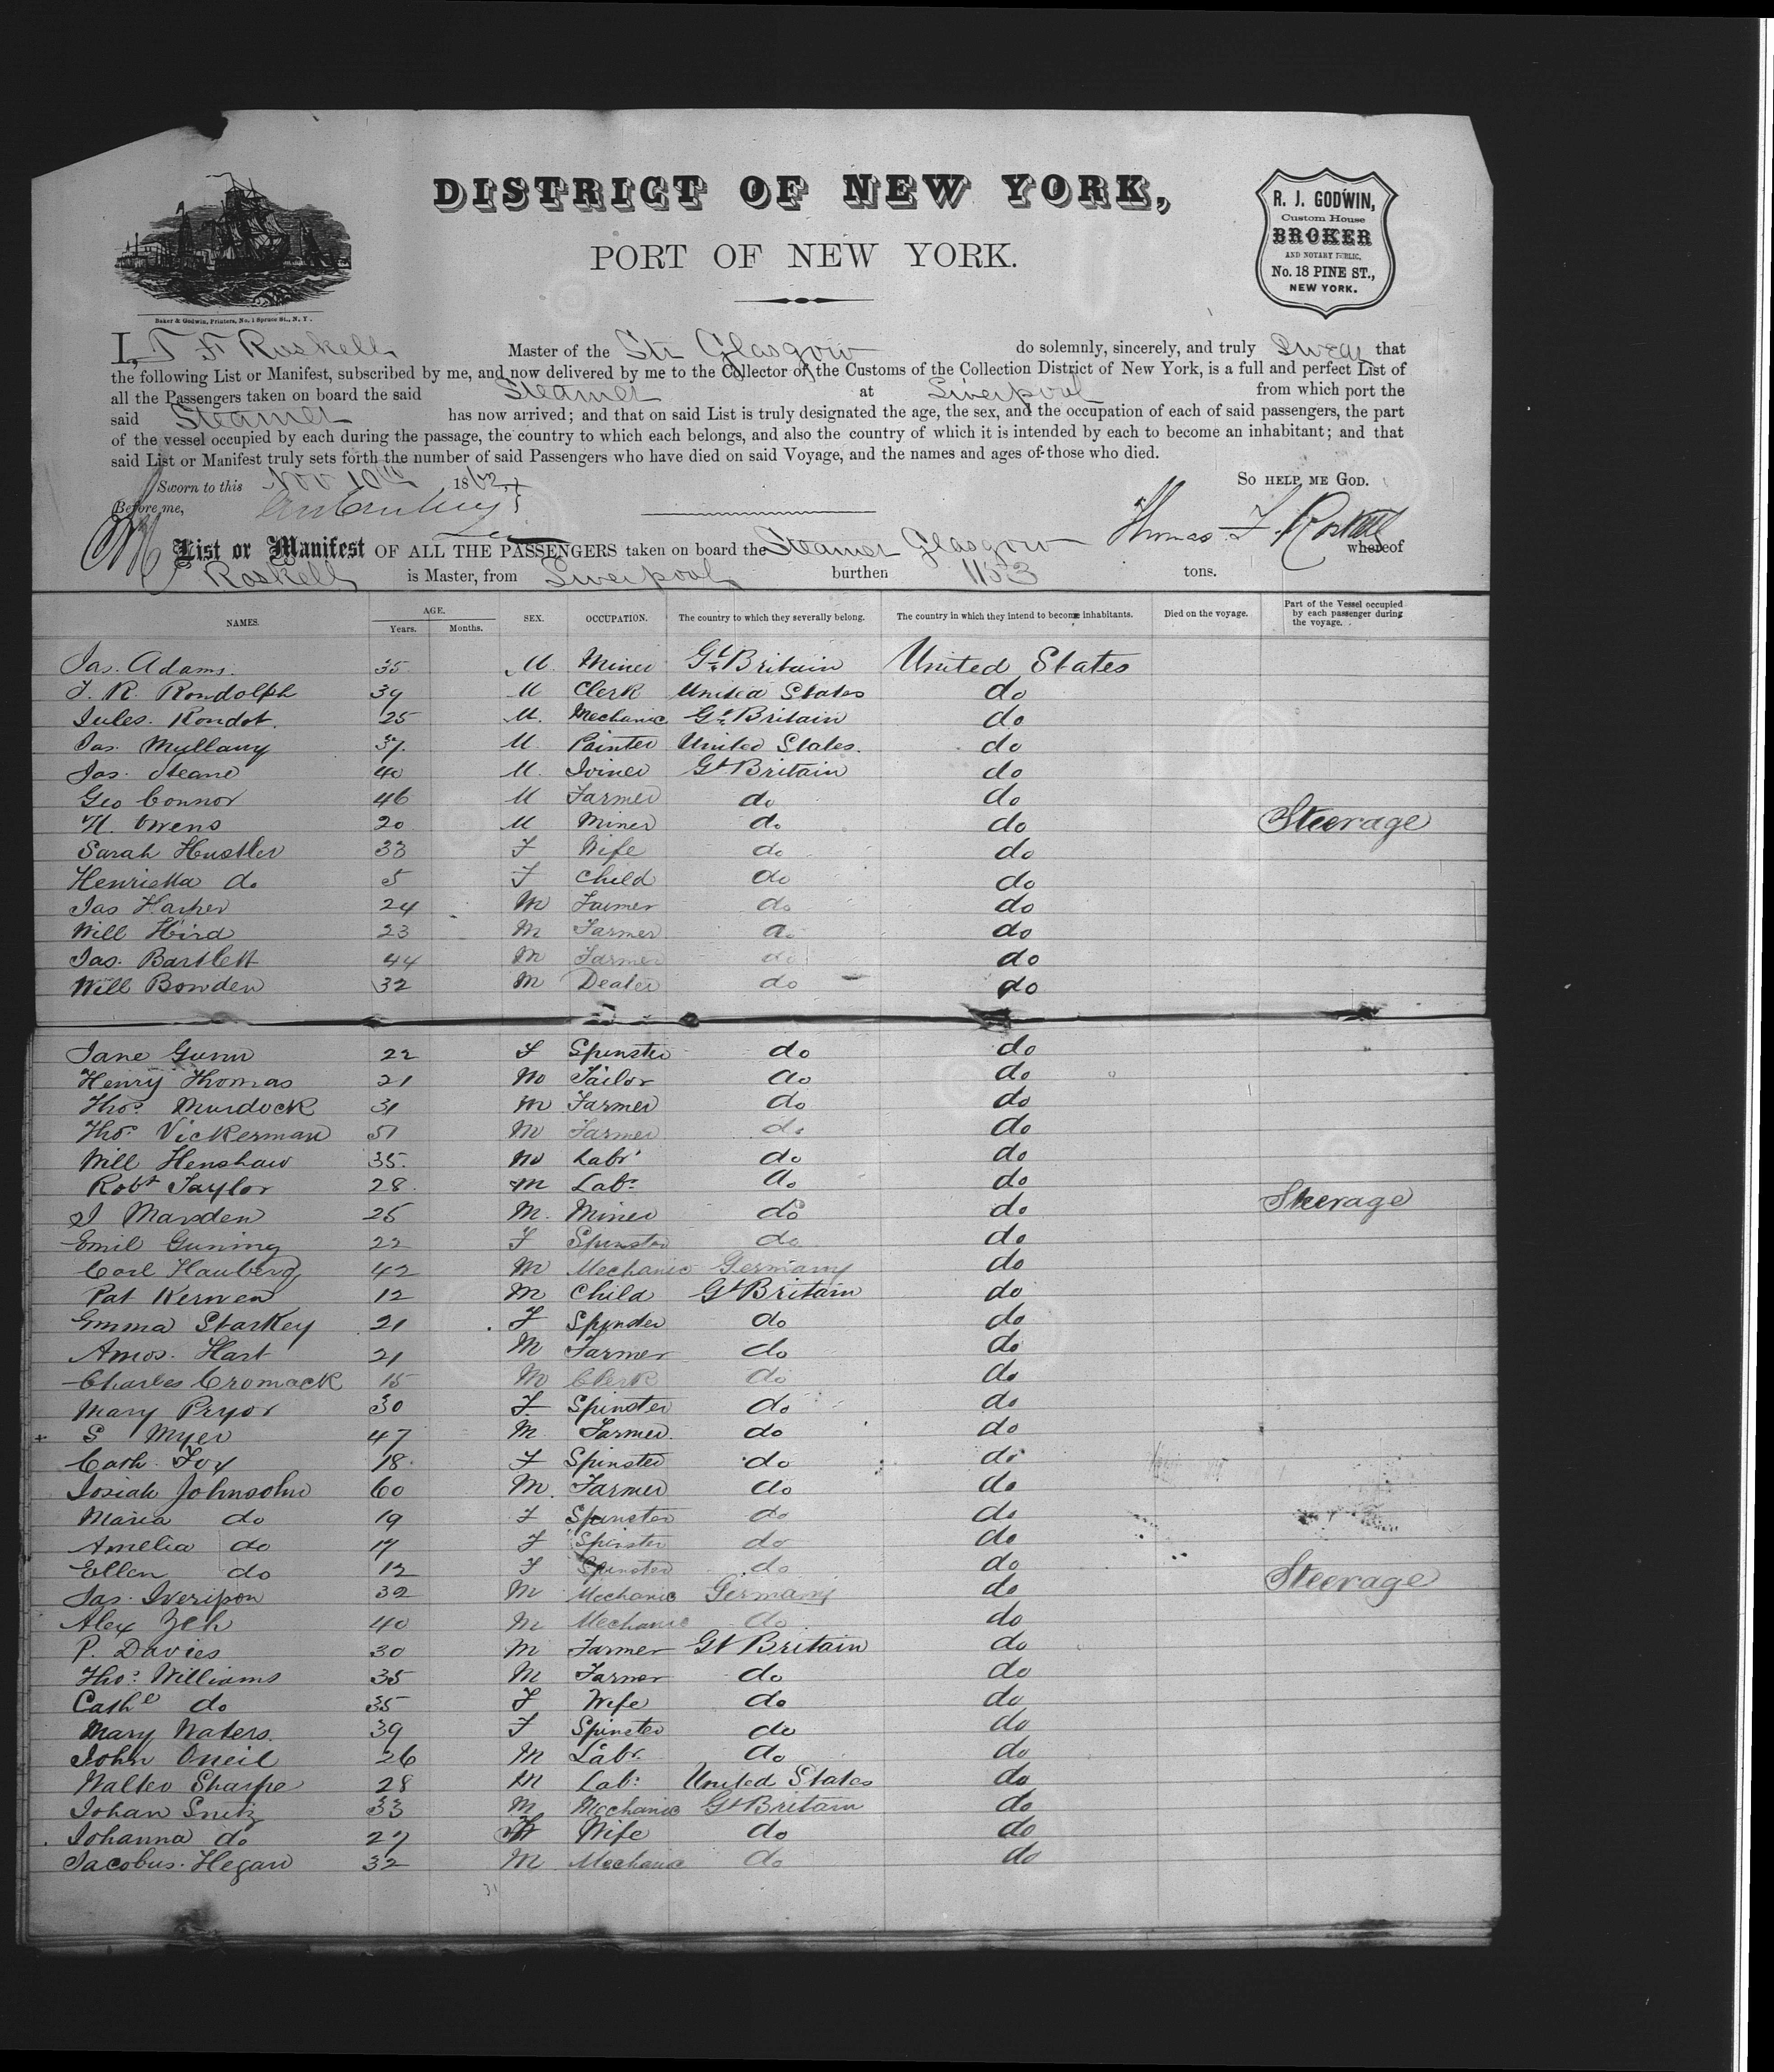 DISTRICT OF NEW YORK,
PORT OF NEW YORK.
R. J. GODWIN,
Custom House
BROKER
AND NOTARY PUBLIC,
No. 18 PINE ST.,
NEW YORK.
Baker & Godwin, Printers, No. 1 Spruce St., N. Y.
I, T F Roskell Master of the Str Glasgow do solemnly, sincerely, and truly swear that
the following List or Manifest, subscribed by me, and now delivered by me to the Collector of the Customs of the Collection District of New York, is a full and perfect List of
all the Passengers taken on board the said Steamer at Liverpool from which port the
said Steamer has now arrived; and that on said List is truly designated the age, the sex, and the occupation of each of said passengers, the part
of the vessel occupied by each during the passage, the country to which each belongs, and also the country of which it is intended by each to become an inhabitant; and that
said List or Manifest truly sets forth the number of said Passengers who have died on said Voyage, and the names and ages of those who died.
Sworn to this Nov 10th 1862 So HELP ME GOD.
Before me, Thomas F. Roskell
List or Manifest OF ALL THE PASSENGERS taken on board the Steamer Glasgow whereof
Roskell is Master, from Liverpool burthen 1153 tons.
NAMES. AGE. Years. Months. SEX. OCCUPATION. The country to which they severally belong. The country in which they intend to become inhabitants. Died on the voyage. Part of the Vessel occupied by each passenger during the voyage.
Jas. Adams. 35 M Miner Gt Britain United States
J. R. Rondolph 39 M Clerk United States do
Jules. Rondot. 25 M. Mechanic Gt Britain do
Jas. Mullany 37 M Painter United States. do
Jas. Steane 40 M. Joiner Gt Britain do
Geo Connor 46 M Farmer do do
H. Owens 20 M Miner do do Steerage
Sarah Hustler 33 F Wife do do
Henrietta do 5 F Child do do
Jas Harker 24 M Farmer do do
Will Hird 23 M Farmer do do
Jas. Bartlett 44 M Farmer do do
Will Bowden 32 M Dealer do do
Jane Gunn 22 F Spinster do do
Henry Thomas 21 M Tailor do do
Thos. Murdock 31 M Farmer do do
Thos. Vickerman 51 M Farmer do do
Will Henshaw 35. M Labr do do
Robt Taylor 28 M Labr do do
J Marsden 25 M. Miner do do Steerage
Emil Guning 22 F Spinster do do
Carl Hauberg 42 M Mechanic Germany do
Pat Kerwen 12 M Child Gt Britain do
Emma Starkey 21 F Spinster do do
Amos. Hart 21 M Farmer do do
Charles Cromack 15 M Clerk do do
Mary Pryor 30 F Spinster do do
+ S Myer 47 M Farmer. do do
Cath. Fox 18 F Spinster do do
Josiah Johnsohn 60 M. Farmer do do
Maria do 19 F Spinster do do
Amelia do 17 F Spinster do do
Ellen do 12 F Spinster do do Steerage
Jas. Iveripon 32 M Mechanic Germany do
Alex Zeh 40 M Mechanic do do
P. Davies 30 M Farmer Gt Britain do
Thos. Williams 35 M Farmer do do
Cathe do 35 F Wife do do
Mary Waters. 39 F Spinster do do
John Oneil 26 M Labr. do do
Walter Sharpe 28 M Labr United States do
Johan Snitz 33 M Mechanic Gt Britain do
Johanna do 27 Wife do do
Jacobus. Hegan 32 M Mechanic do do
31